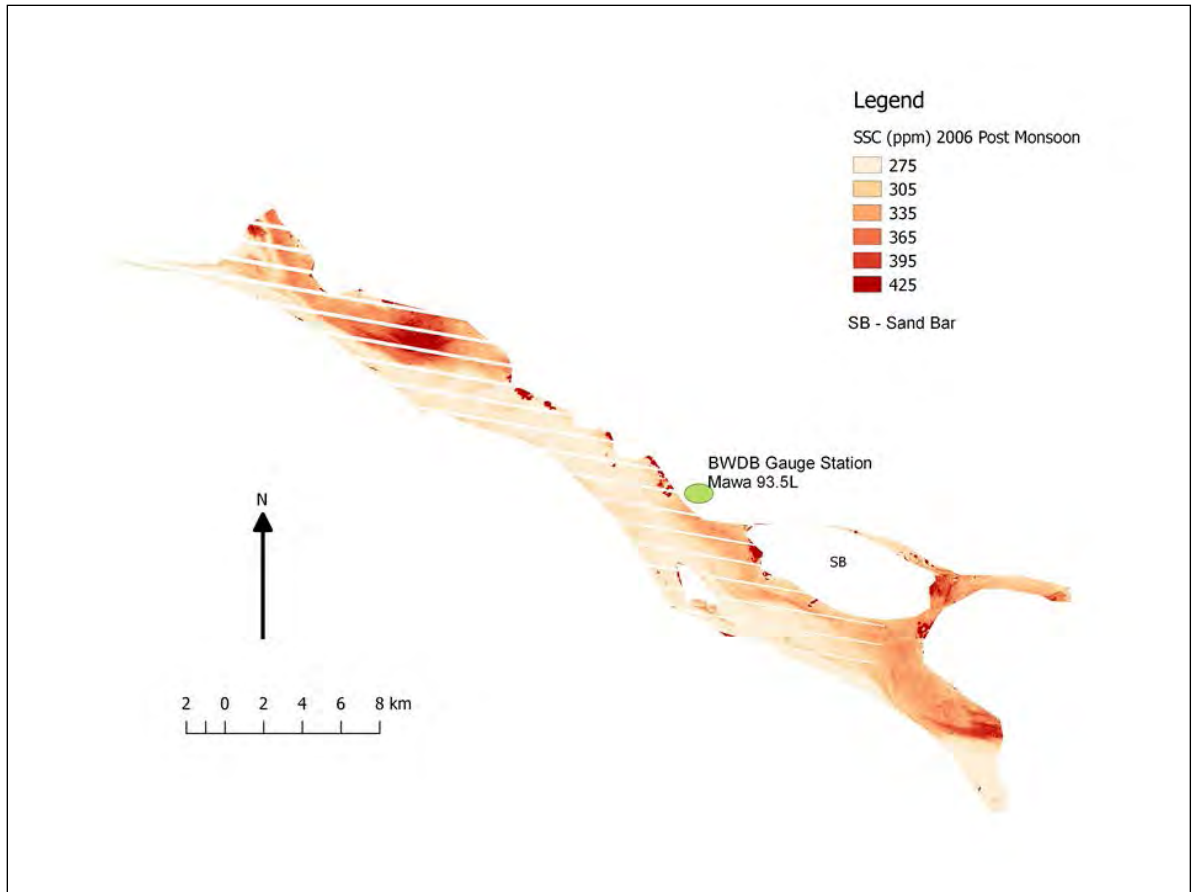 Legend
SSC (ppm) 2006 Post Monsoon
275
305
335
365
395
425
SB - Sand Bar
BWDB Gauge Station
Mawa 93.5L
N
SB
2 0 2 4 6 8 km